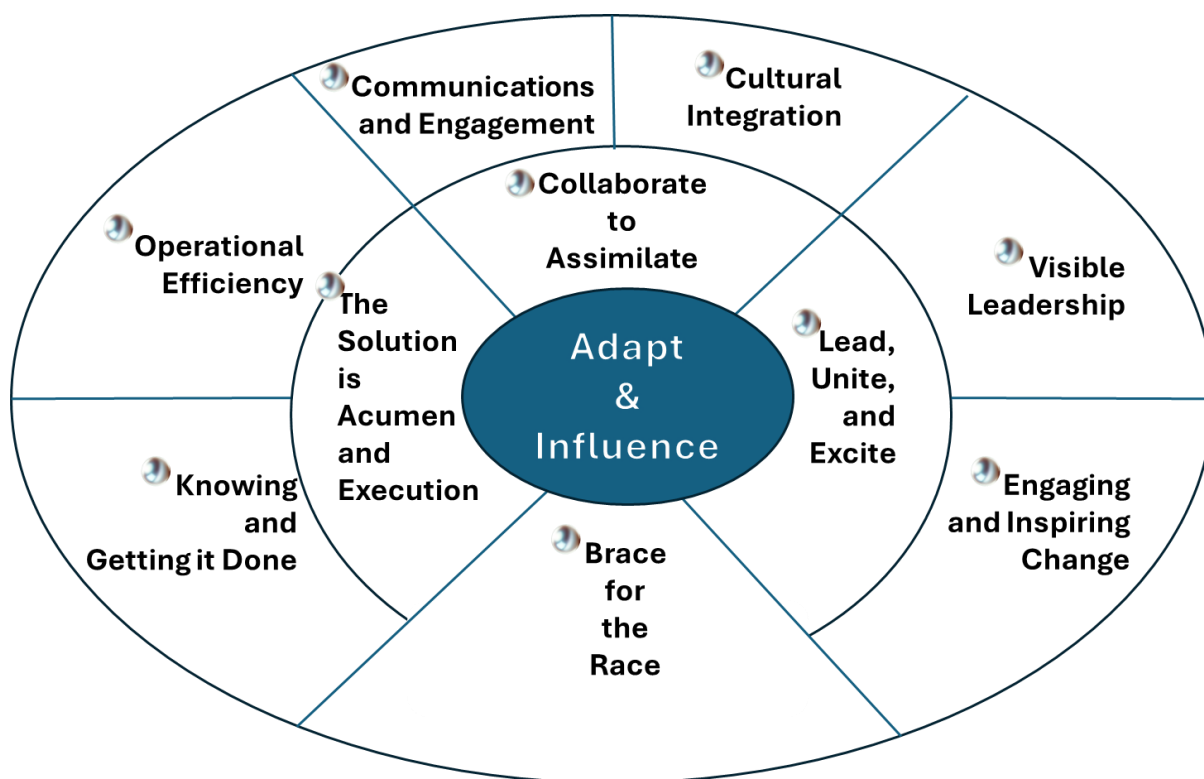 Communications
and Engagement
Cultural
Integration
Operational
Efficiency
Collaborate
to
Assimilate
Visible
Leadership
The
Solution
is
Acumen
and
Execution
Adapt
&
Influence
Lead,
Unite,
and
Excite
Knowing
and
Getting it Done
Engaging
and Inspiring
Change
Brace
for
the
Race